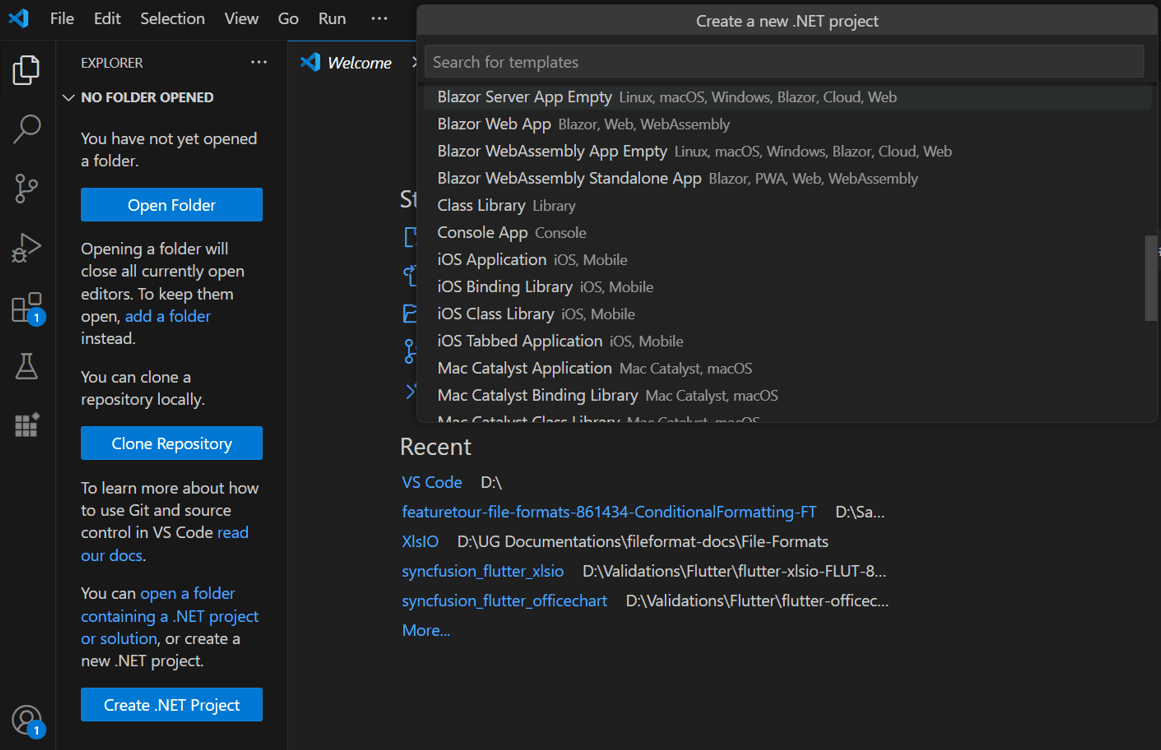 File Edit Selection View Go Run ···
Create a new .NET project
Search for templates
Blazor Server App Empty Linux, macOS, Windows, Blazor, Cloud, Web
Blazor Web App Blazor, Web, WebAssembly
Blazor WebAssembly App Empty Linux, macOS, Windows, Blazor, Cloud, Web
Blazor WebAssembly Standalone App Blazor, PWA, Web, WebAssembly
Class Library Library
Console App Console
iOS Application iOS, Mobile
iOS Binding Library iOS, Mobile
iOS Class Library iOS, Mobile
iOS Tabbed Application iOS, Mobile
Mac Catalyst Application Mac Catalyst, macOS
Mac Catalyst Binding Library Mac Catalyst, macOS
Mac Catalyst Class Library Mac Catalyst, macOS
EXPLORER ···
NO FOLDER OPENED
You have not yet opened
a folder.
Open Folder
Opening a folder will
close all currently open
editors. To keep them
open, add a folder
instead.
You can clone a
repository locally.
Clone Repository
To learn more about how
to use Git and source
control in VS Code read
our docs.
You can open a folder
containing a .NET project
or solution, or create a
new .NET project.
Create .NET Project
1
1
Welcome
St
Recent
VS Code D:\
featuretour-file-formats-861434-ConditionalFormatting-FT D:\Sa...
XlsIO D:\UG Documentations\fileformat-docs\File-Formats
syncfusion_flutter_xlsio D:\Validations\Flutter\flutter-xlsio-FLUT-8...
syncfusion_flutter_officechart D:\Validations\Flutter\flutter-officec...
More...